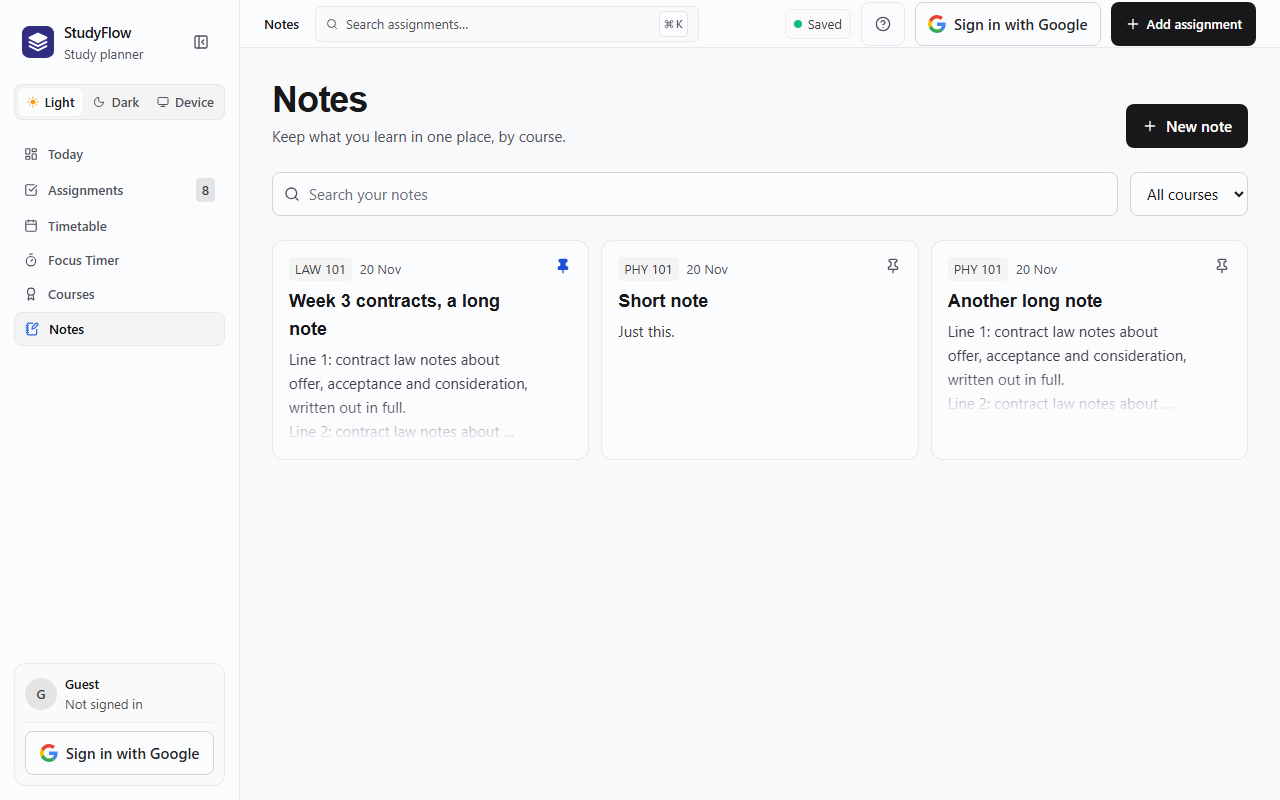 StudyFlow
Study planner
Light
Dark
Device
Today
Assignments
8
Timetable
Focus Timer
Courses
Notes
G
Guest
Not signed in
Sign in with Google
Notes
Search assignments...
⌘K
Saved
Sign in with Google
Add assignment
Notes
Keep what you learn in one place, by course.
New note
Search your notes
All courses
LAW 101
20 Nov
Week 3 contracts, a long
note
Line 1: contract law notes about
offer, acceptance and consideration,
written out in full.
Line 2: contract law notes about ...
PHY 101
20 Nov
Short note
Just this.
PHY 101
20 Nov
Another long note
Line 1: contract law notes about
offer, acceptance and consideration,
written out in full.
Line 2: contract law notes about ...